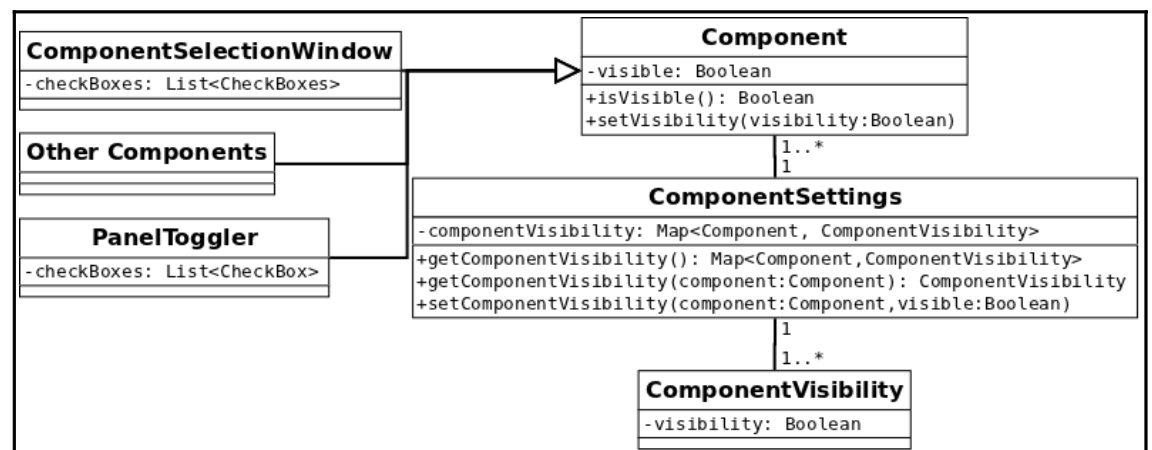 ComponentSelectionWindow
-checkBoxes: List<CheckBoxes>
Other Components
PanelToggler
-checkBoxes: List<CheckBox>
Component
-visible: Boolean
+isVisible(): Boolean
+setVisibility(visibility:Boolean)
1..*
1
ComponentSettings
-componentVisibility: Map<Component, ComponentVisibility>
+getComponentVisibility(): Map<Component,ComponentVisibility>
+getComponentVisibility(component:Component): ComponentVisibility
+setComponentVisibility(component:Component,visible:Boolean)
1
1..*
ComponentVisibility
-visibility: Boolean